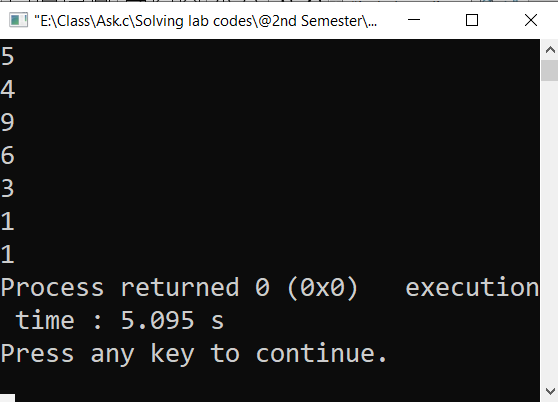 "E:\Class\Ask.c\Solving lab codes\@2nd Semester\...
5
4
9
6
3
1
1
Process returned 0 (0x0)   execution
 time : 5.095 s
Press any key to continue.